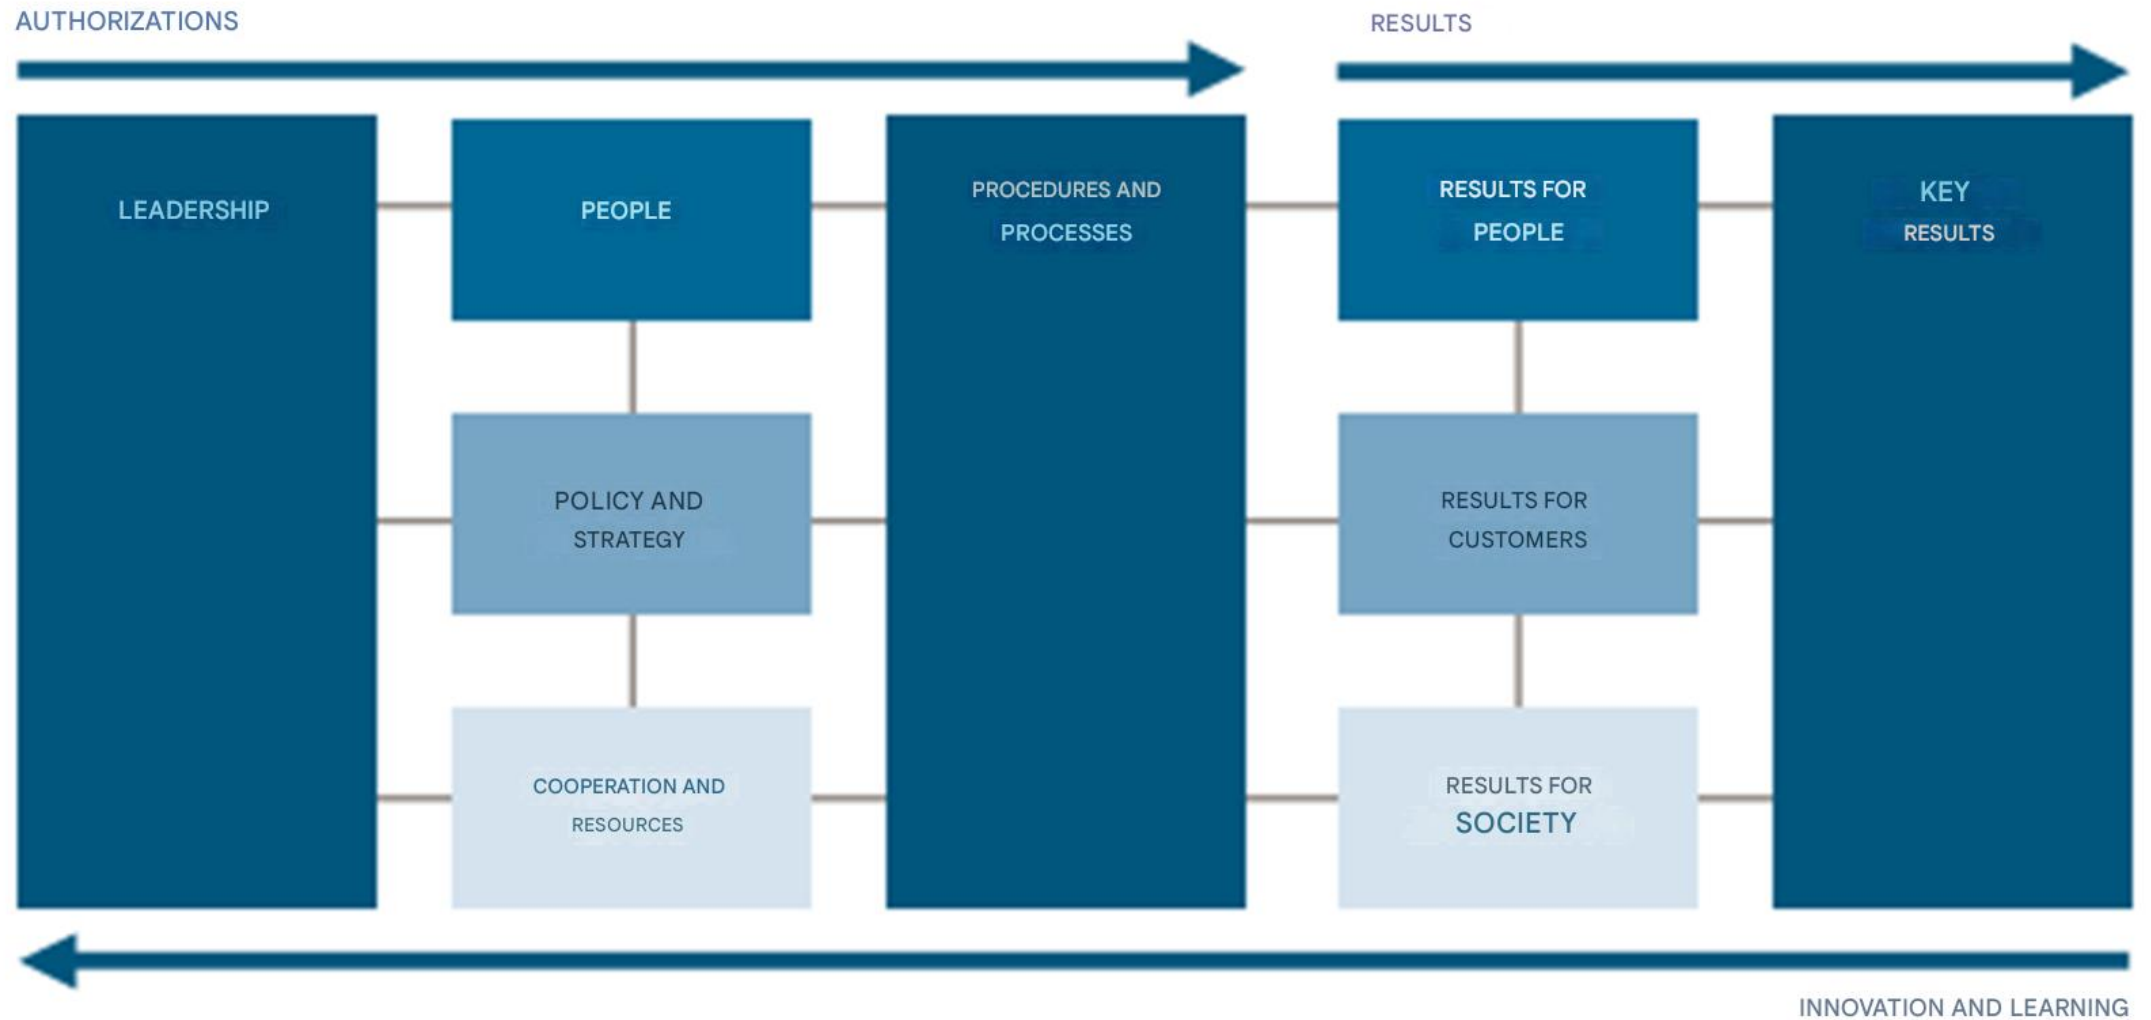 AUTHORIZATIONS
RESULTS
LEADERSHIP
PEOPLE
PROCEDURES AND
PROCESSES
RESULTS FOR
PEOPLE
KEY
RESULTS
POLICY AND
STRATEGY
RESULTS FOR
CUSTOMERS
COOPERATION AND
RESOURCES
RESULTS FOR
SOCIETY
INNOVATION AND LEARNING